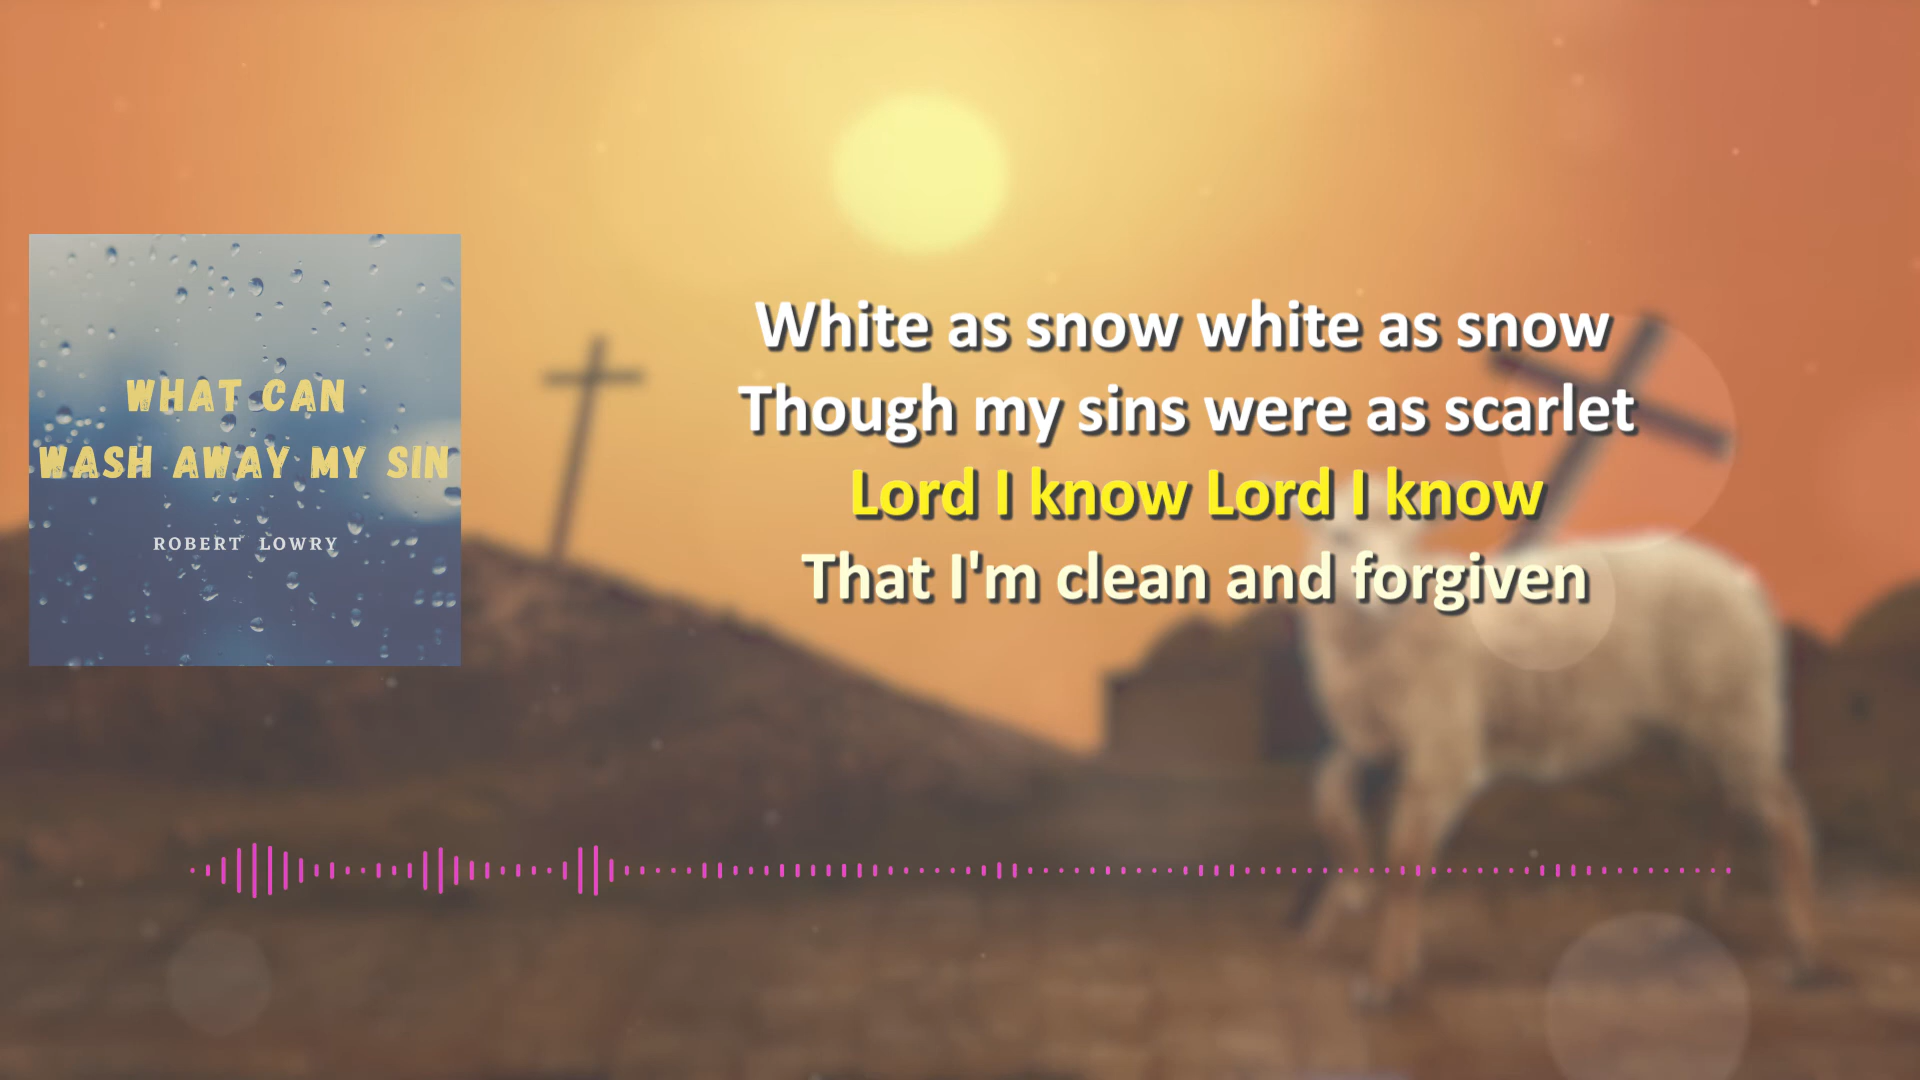 WHAT CAN
WASH AWAY MY SIN
ROBERT LOWRY
White as snow white as snow
Though my sins were as scarlet
Lord I know Lord I know
That I'm clean and forgiven